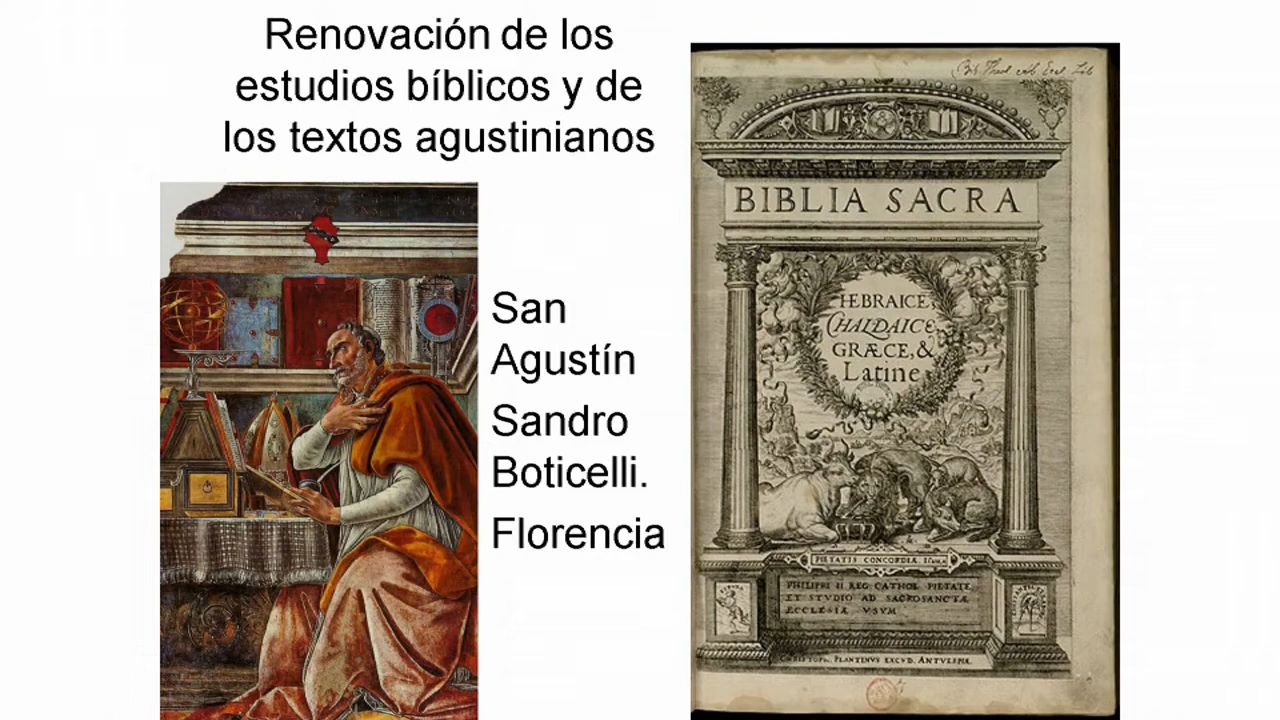 Renovación de los
estudios bíblicos y de
los textos agustinianos
San
Agustín
Sandro
Boticelli.
Florencia
BIBLIA SACRA
HEBRAICE,
CHALDAICE,
GRÆCE, &
Latine
PIETATIS CONCORDIÆ
PHILIPPI II REG. CATHOL. PIETATE,
ET STVDIO AD SACROSANCTÆ
ECCLESIÆ VSVM
CHRISTOPH. PLANTINVS EXCVD. ANTVERPIÆ